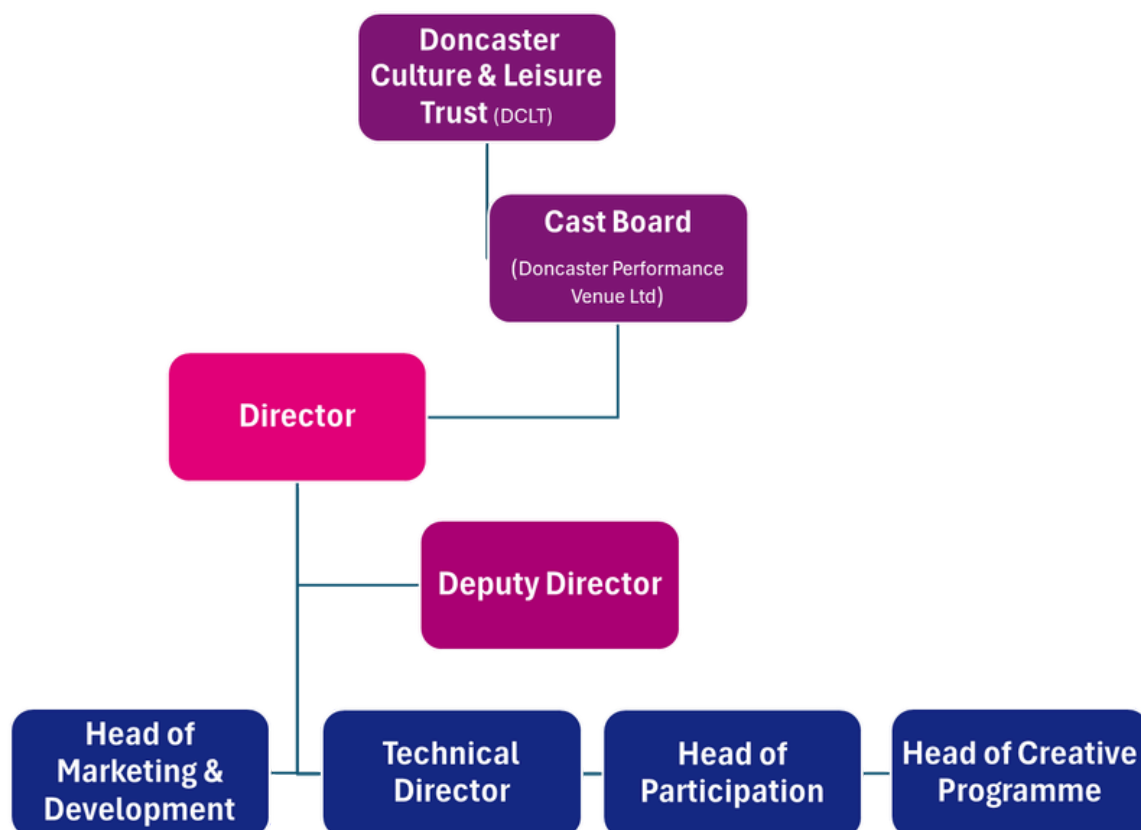 Doncaster
Culture & Leisure
Trust (DCLT)
Cast Board
(Doncaster Performance
Venue Ltd)
Director
Deputy Director
Head of
Marketing &
Development
Technical
Director
Head of
Participation
Head of Creative
Programme